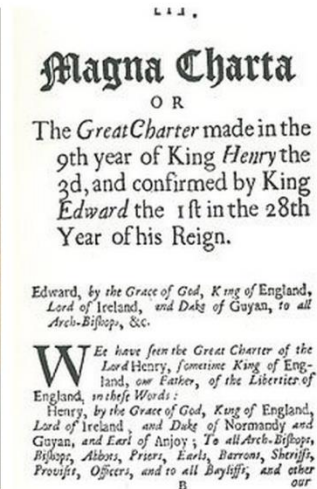 Magna Charta
OR
The Great Charter made in the
9th year of King Henry the
3d, and confirmed by King
Edward the 1ſt in the 28th
Year of his Reign.
Edward, by the Grace of God, King of England,
Lord of Ireland, and Duke of Guyan, to all
Arch-Biſhops, &c.
WEe have ſeen the Great Charter of the
Lord Henry, ſometime King of Eng-
land, our Father, of the Liberties of
England, in theſe Words:
Henry, by the Grace of God, King of England,
Lord of Ireland, and Duke of Normandy and
Guyan, and Earl of Anjoy; To all Arch-Biſhops,
Biſhops, Abbots, Priors, Earls, Barrons, Sheriffs,
Proviſts, Officers, and to all Bayliffs, and other
B our